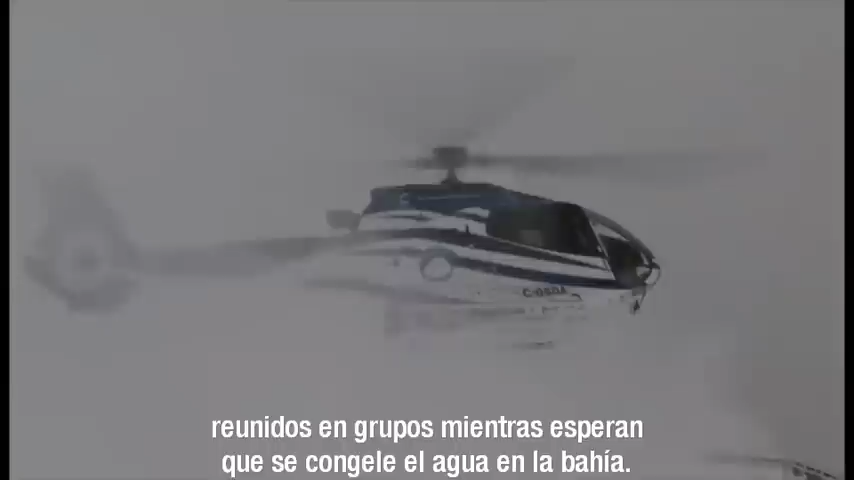 reunidos en grupos mientras esperan
que se congele el agua en la bahía.